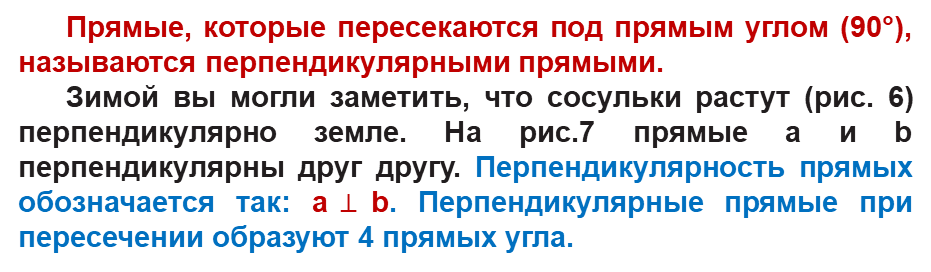 Прямые, которые пересекаются под прямым углом (90°),
называются перпендикулярными прямыми.
Зимой вы могли заметить, что сосульки растут (рис. 6)
перпендикулярно земле. На рис.7 прямые a и b
перпендикулярны друг другу. Перпендикулярность прямых
обозначается так: a ⊥ b. Перпендикулярные прямые при
пересечении образуют 4 прямых угла.